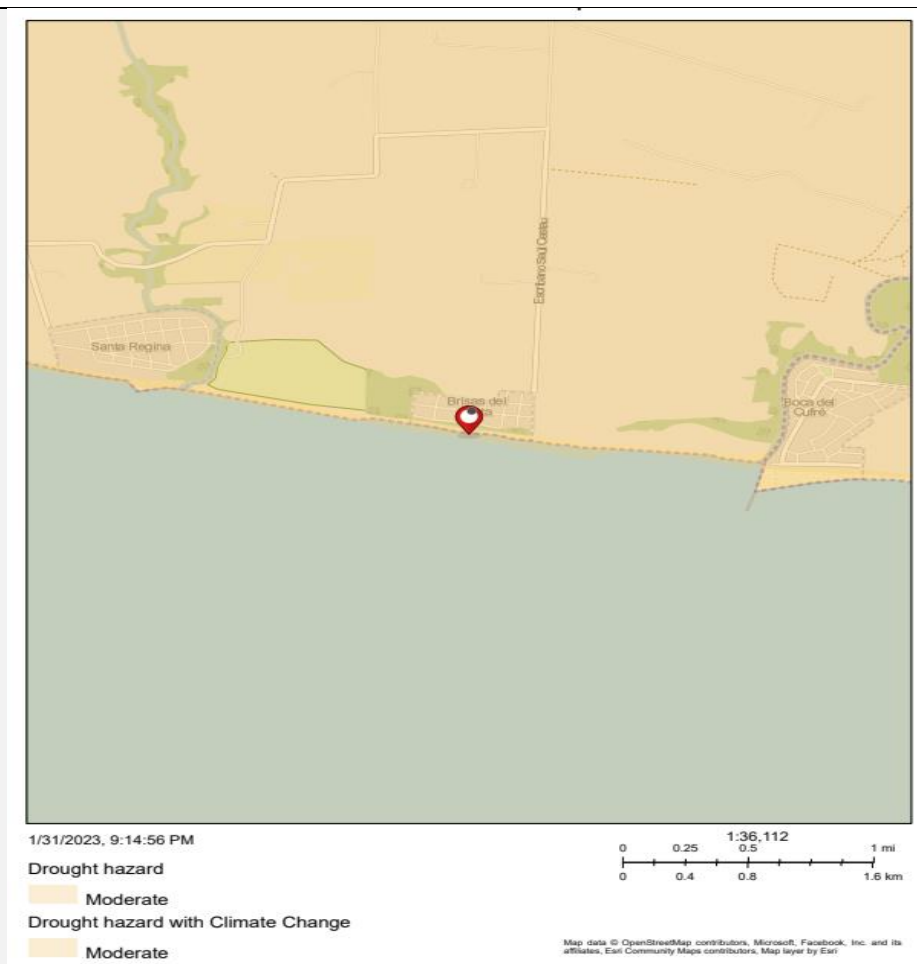 Escribano Saúl Cestau
Santa Regina
Brisas del
Boca del
Cufré
1/31/2023, 9:14:56 PM
Drought hazard
Moderate
Drought hazard with Climate Change
Moderate
1:36,112
0 0.25 0.5 1 mi
0 0.4 0.8 1.6 km
Map data © OpenStreetMap contributors, Microsoft, Facebook, Inc. and its
affiliates, Esri Community Maps contributors, Map layer by Esri